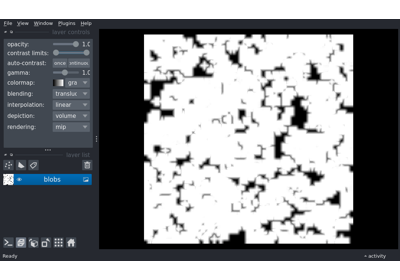 File View Window Plugins Help
layer controls
opacity: 1.0
contrast limits:
auto-contrast: once
gamma: 1.0
colormap: gra
blending: translu
interpolation: linear
depiction: volume
rendering: mip
layer list
blobs
Ready activity